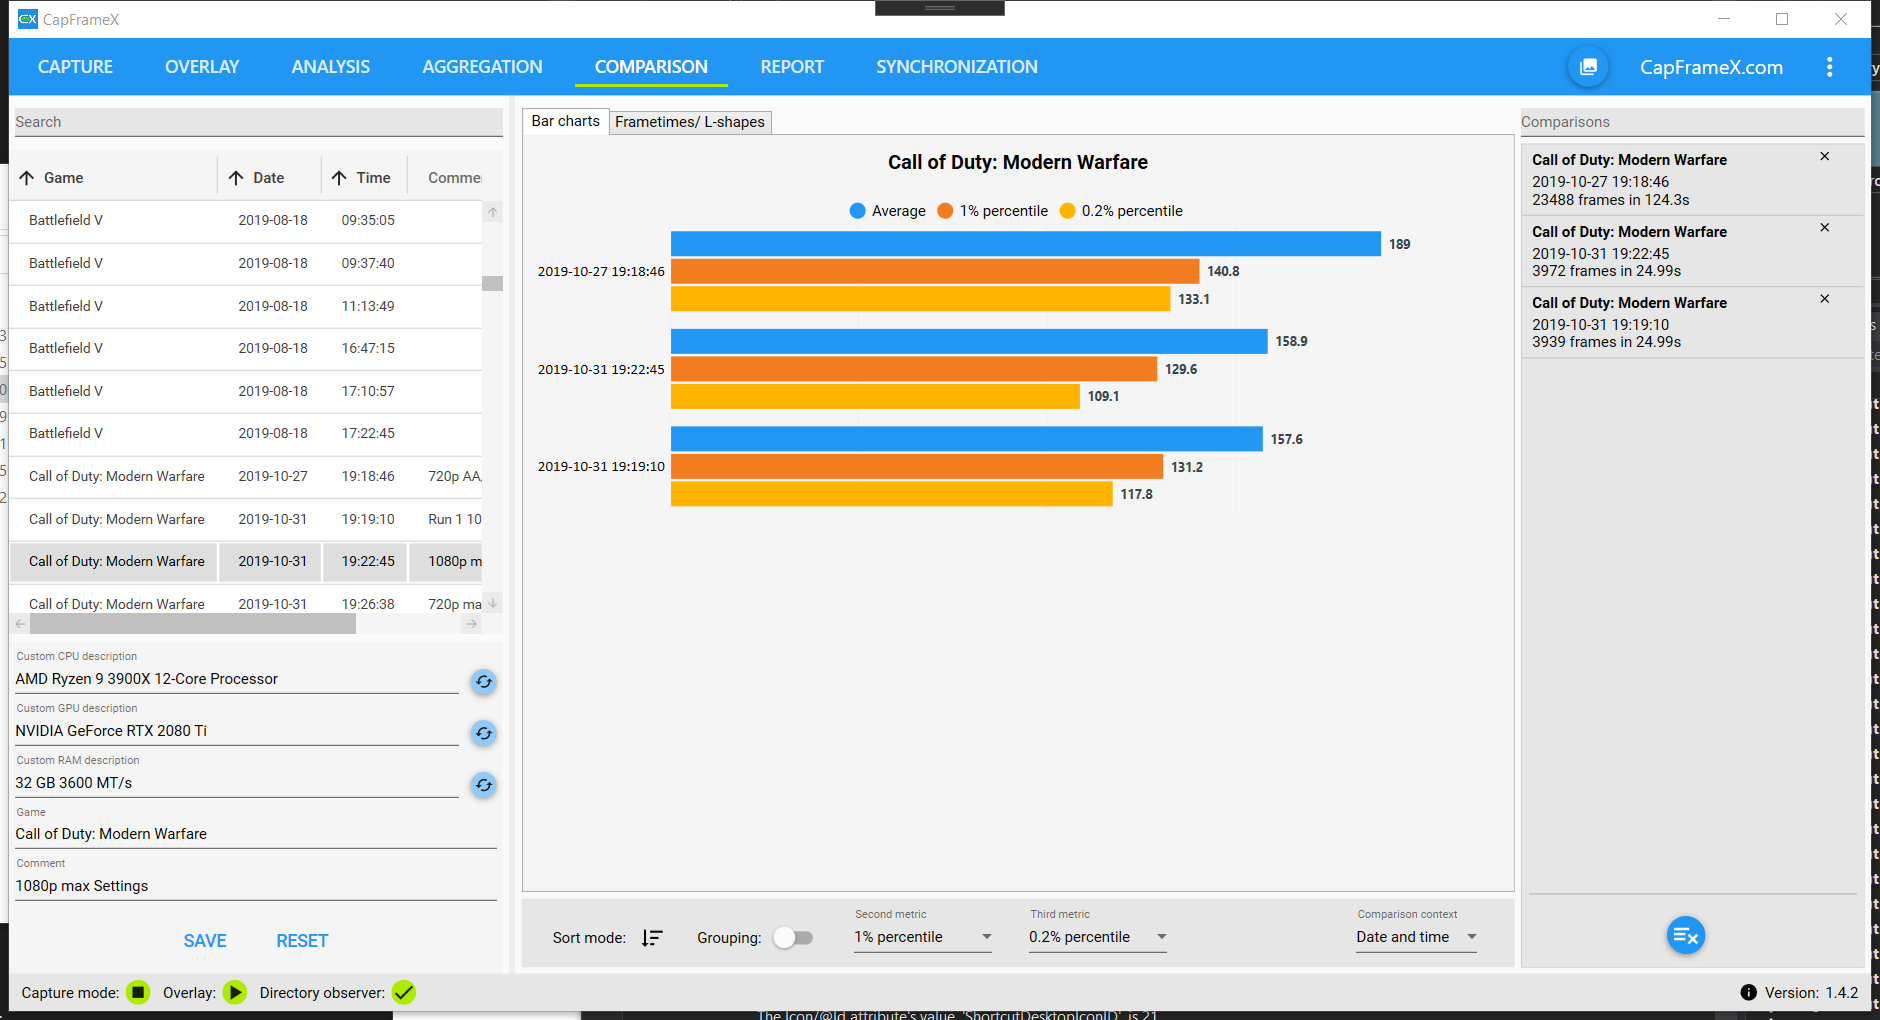 CapFrameX
CAPTURE OVERLAY ANALYSIS AGGREGATION COMPARISON REPORT SYNCHRONIZATION CapFrameX.com
Search
Game Date Time Comme
Battlefield V 2019-08-18 09:35:05
Battlefield V 2019-08-18 09:37:40
Battlefield V 2019-08-18 11:13:49
Battlefield V 2019-08-18 16:47:15
Battlefield V 2019-08-18 17:10:57
Battlefield V 2019-08-18 17:22:45
Call of Duty: Modern Warfare 2019-10-27 19:18:46 720p AA,
Call of Duty: Modern Warfare 2019-10-31 19:19:10 Run 1 10
Call of Duty: Modern Warfare 2019-10-31 19:22:45 1080p m
Call of Duty: Modern Warfare 2019-10-31 19:26:38 720p ma
Custom CPU description
AMD Ryzen 9 3900X 12-Core Processor
Custom GPU description
NVIDIA GeForce RTX 2080 Ti
Custom RAM description
32 GB 3600 MT/s
Game
Call of Duty: Modern Warfare
Comment
1080p max Settings
SAVE RESET
Bar charts Frametimes/ L-shapes
Call of Duty: Modern Warfare
Average 1% percentile 0.2% percentile
189
2019-10-27 19:18:46 140.8
133.1
158.9
2019-10-31 19:22:45 129.6
109.1
157.6
2019-10-31 19:19:10 131.2
117.8
Second metric Third metric Comparison context
Sort mode: Grouping: 1% percentile 0.2% percentile Date and time
Comparisons
Call of Duty: Modern Warfare
2019-10-27 19:18:46
23488 frames in 124.3s
Call of Duty: Modern Warfare
2019-10-31 19:22:45
3972 frames in 24.99s
Call of Duty: Modern Warfare
2019-10-31 19:19:10
3939 frames in 24.99s
Capture mode: Overlay: Directory observer: Version: 1.4.2
The Icon/@Id attribute's value, 'ShortcutDesktopIconID', is 21